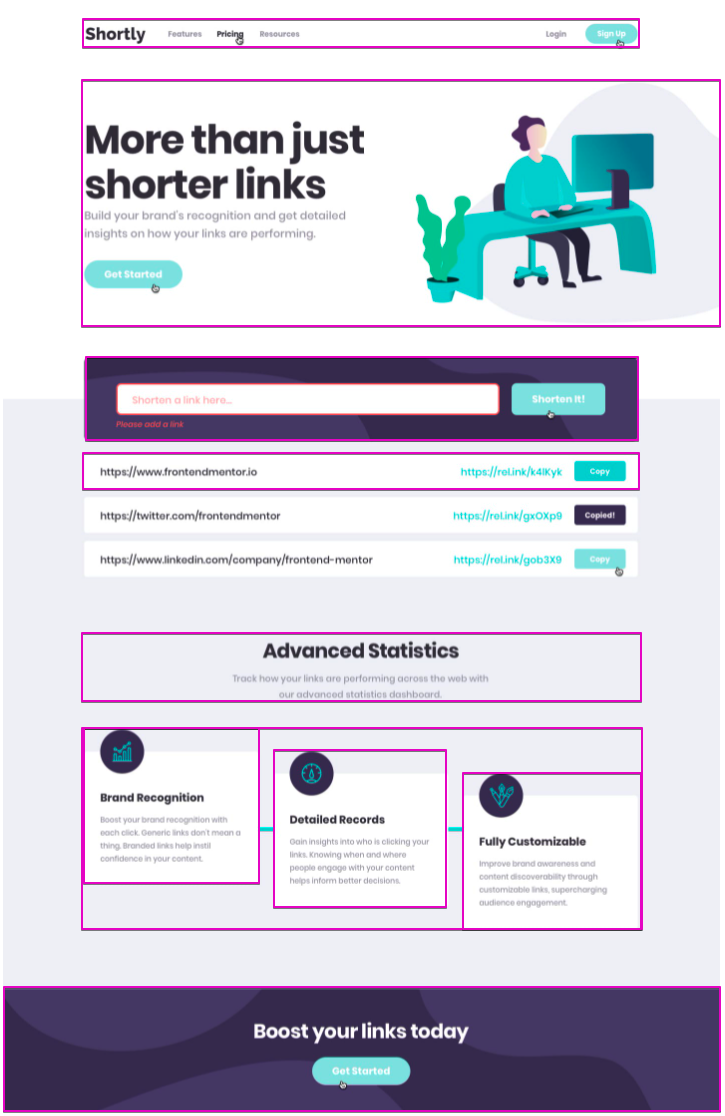 Shortly Features Pricing Resources Login Sign Up
More than just
shorter links
Build your brand's recognition and get detailed
insights on how your links are performing.
Get Started
Shorten a link here... Shorten It!
Please add a link
https://www.frontendmentor.io https://rel.ink/k4lKyk Copy
https://twitter.com/frontendmentor https://rel.ink/gxOXp9 Copied!
https://www.linkedin.com/company/frontend-mentor https://rel.ink/gob3X9 Copy
Advanced Statistics
Track how your links are performing across the web with
our advanced statistics dashboard.
Brand Recognition
Boost your brand recognition with
each click. Generic links don't mean a
thing. Branded links help instil
confidence in your content.
Detailed Records
Gain insights into who is clicking your
links. Knowing when and where
people engage with your content
helps inform better decisions.
Fully Customizable
Improve brand awareness and
content discoverability through
customizable links, supercharging
audience engagement.
Boost your links today
Get Started